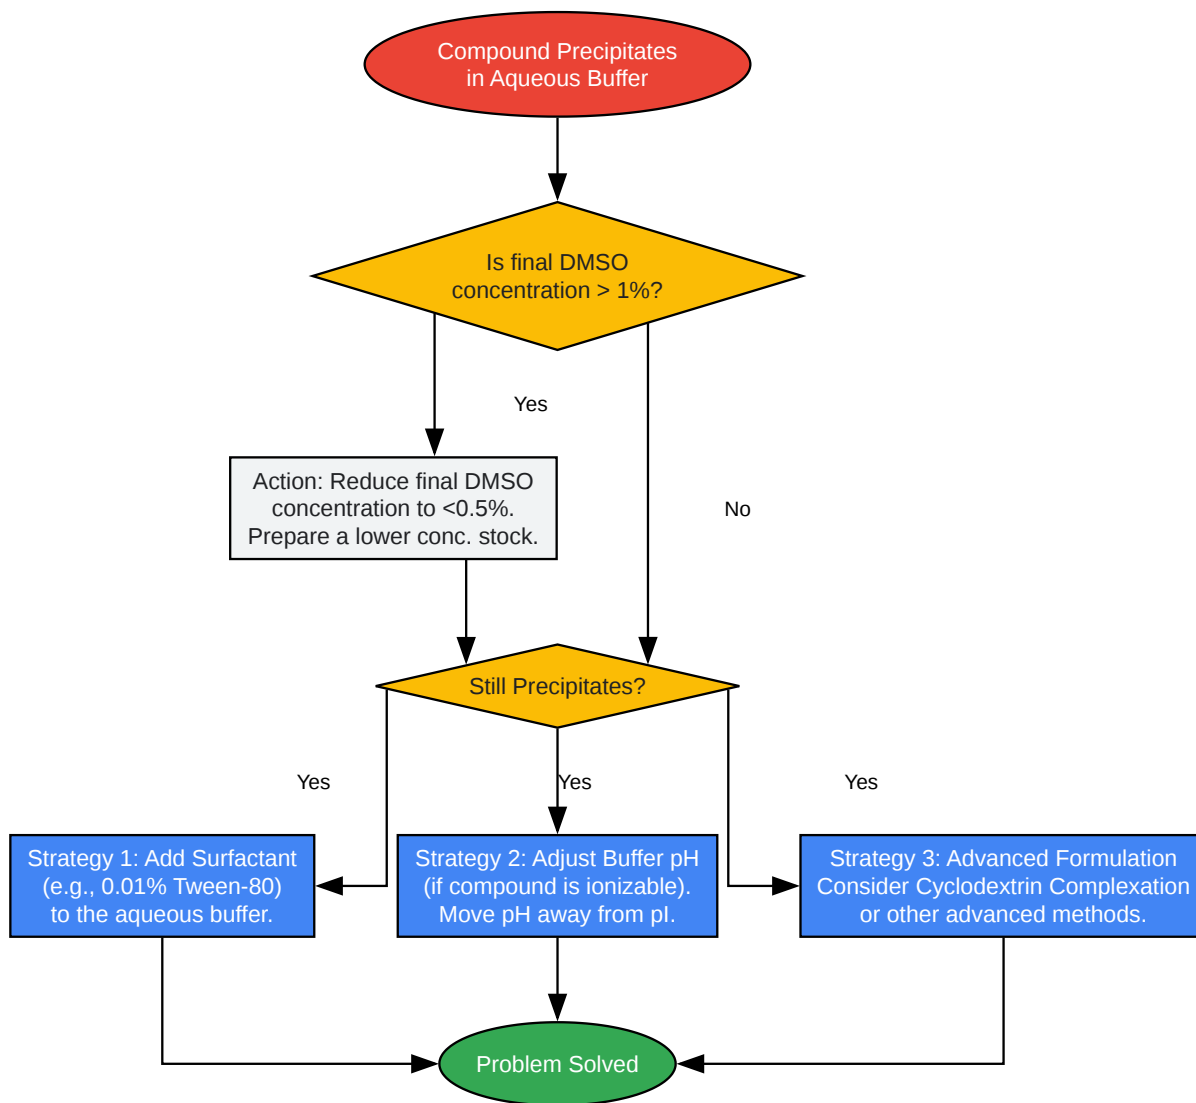 Compound Precipitates
in Aqueous Buffer
Is final DMSO
concentration > 1%?
Yes
Action: Reduce final DMSO
concentration to <0.5%.
Prepare a lower conc. stock.
No
Still Precipitates?
Yes
Yes
Yes
Strategy 1: Add Surfactant
(e.g., 0.01% Tween-80)
to the aqueous buffer.
Strategy 2: Adjust Buffer pH
(if compound is ionizable).
Move pH away from pI.
Strategy 3: Advanced Formulation
Consider Cyclodextrin Complexation
or other advanced methods.
Problem Solved